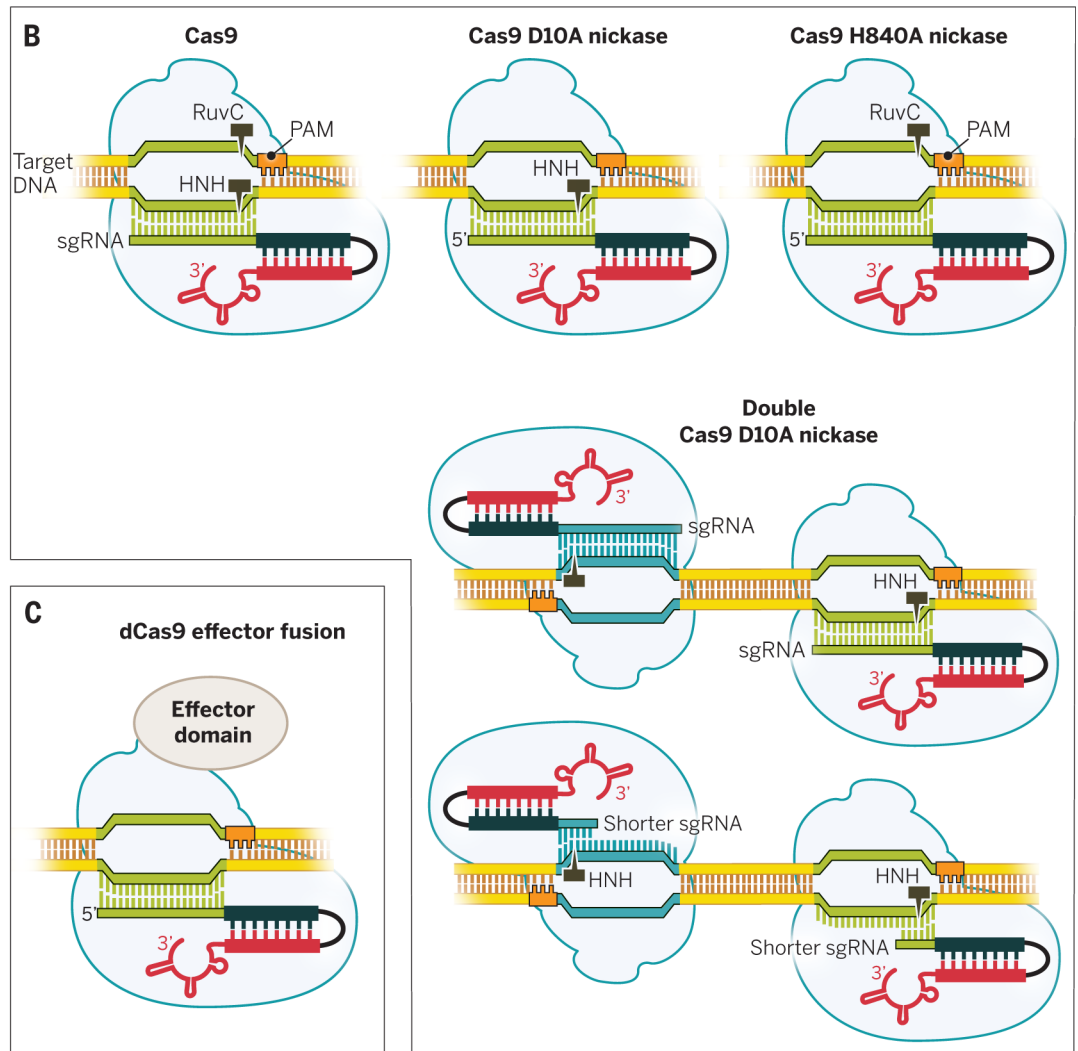 B
Cas9
Cas9 D10A nickase
Cas9 H840A nickase
RuvC
PAM
Target
DNA
HNH
sgRNA
3'
HNH
5'
3'
RuvC
PAM
5'
3'
Double
Cas9 D10A nickase
3'
sgRNA
HNH
sgRNA
3'
3'
Shorter sgRNA
HNH
HNH
Shorter sgRNA
3'
C
dCas9 effector fusion
Effector
domain
5'
3'